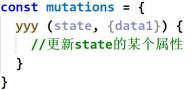 const mutations = {
  yyy (state, {data1}) {
    //更新state的某个属性
  }
}